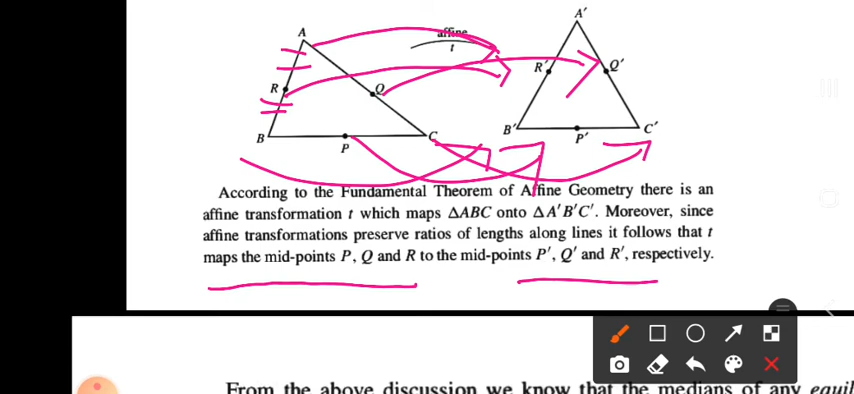 A
A′
affine
t
R
Q
R′
Q′
B
P
C
B′
P′
C′
According to the Fundamental Theorem of Affine Geometry there is an
affine transformation t which maps ΔABC onto ΔA′B′C′. Moreover, since
affine transformations preserve ratios of lengths along lines it follows that t
maps the mid-points P, Q and R to the mid-points P′, Q′ and R′, respectively.
From the above discussion we know that the medians of any equil